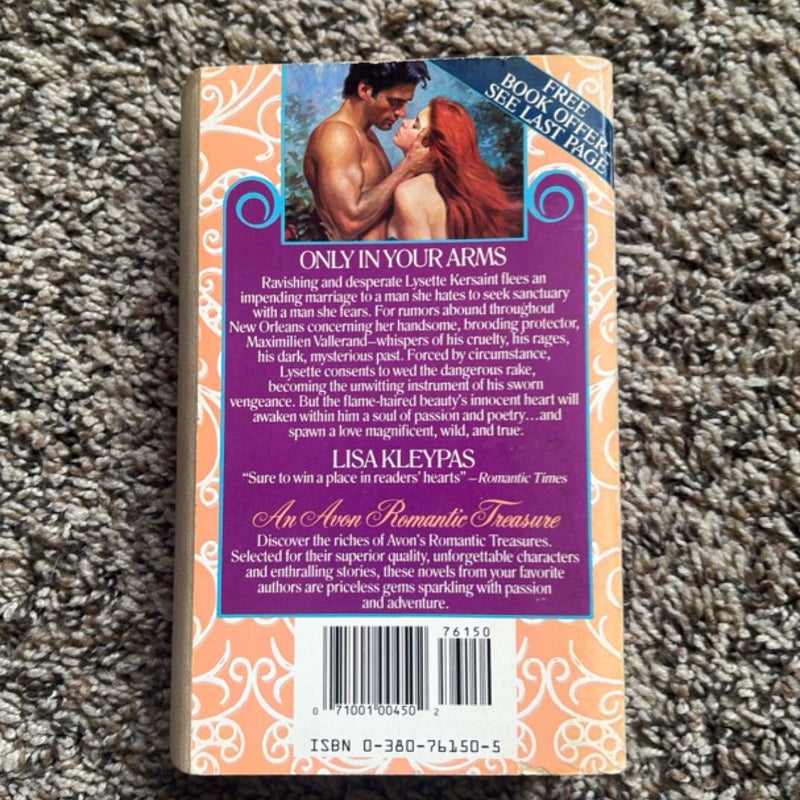 FREE
BOOK OFFER...
SEE LAST PAGE
ONLY IN YOUR ARMS
Ravishing and desperate Lysette Kersaint flees an
impending marriage to a man she hates to seek sanctuary
with a man she fears. For rumors abound throughout
New Orleans concerning her handsome, brooding protector,
Maximilien Vallerand—whispers of his cruelty, his rages,
his dark, mysterious past. Forced by circumstance,
Lysette consents to wed the dangerous rake,
becoming the unwitting instrument of his sworn
vengeance. But the flame-haired beauty's innocent heart will
awaken within him a soul of passion and poetry...and
spawn a love magnificent, wild, and true.
LISA KLEYPAS
"Sure to win a place in readers' hearts"—Romantic Times
An Avon Romantic Treasure
Discover the riches of Avon's Romantic Treasures.
Selected for their superior quality, unforgettable characters
and enthralling stories, these novels from your favorite
authors are priceless gems sparkling with passion
and adventure.
76150
0 71001 00450 2
ISBN 0-380-76150-5